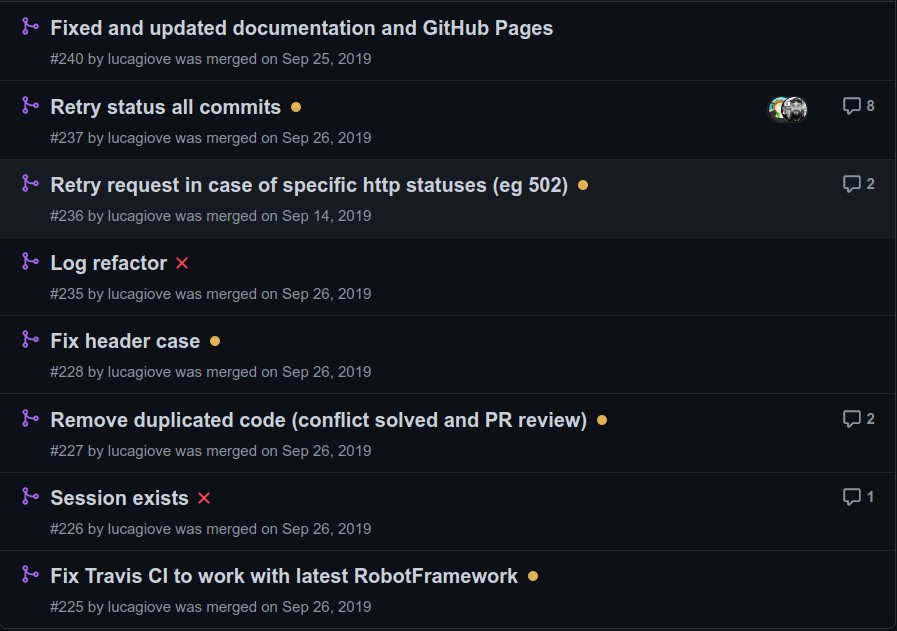 Fixed and updated documentation and GitHub Pages
#240 by lucagiove was merged on Sep 25, 2019
Retry status all commits
8
#237 by lucagiove was merged on Sep 26, 2019
Retry request in case of specific http statuses (eg 502)
2
#236 by lucagiove was merged on Sep 14, 2019
Log refactor
#235 by lucagiove was merged on Sep 26, 2019
Fix header case
#228 by lucagiove was merged on Sep 26, 2019
Remove duplicated code (conflict solved and PR review)
2
#227 by lucagiove was merged on Sep 26, 2019
Session exists
1
#226 by lucagiove was merged on Sep 26, 2019
Fix Travis CI to work with latest RobotFramework
#225 by lucagiove was merged on Sep 26, 2019